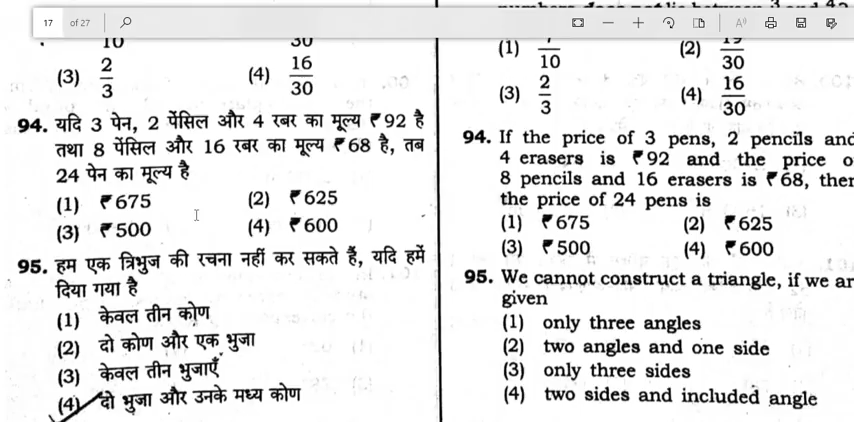 17 of 27
10
30
(3) 2/3 (4) 16/30
94. यदि 3 पेन, 2 पेंसिल और 4 रबर का मूल्य ₹92 है
तथा 8 पेंसिल और 16 रबर का मूल्य ₹68 है, तब
24 पेन का मूल्य है
(1) ₹675 (2) ₹625
(3) ₹500 (4) ₹600
95. हम एक त्रिभुज की रचना नहीं कर सकते हैं, यदि हमें
दिया गया है
(1) केवल तीन कोण
(2) दो कोण और एक भुजा
(3) केवल तीन भुजाएँ
(4) दो भुजा और उनके मध्य कोण
(1) 7/10 (2) 19/30
(3) 2/3 (4) 16/30
94. If the price of 3 pens, 2 pencils and
4 erasers is ₹92 and the price o
8 pencils and 16 erasers is ₹68, then
the price of 24 pens is
(1) ₹675 (2) ₹625
(3) ₹500 (4) ₹600
95. We cannot construct a triangle, if we ar
given
(1) only three angles
(2) two angles and one side
(3) only three sides
(4) two sides and included angle